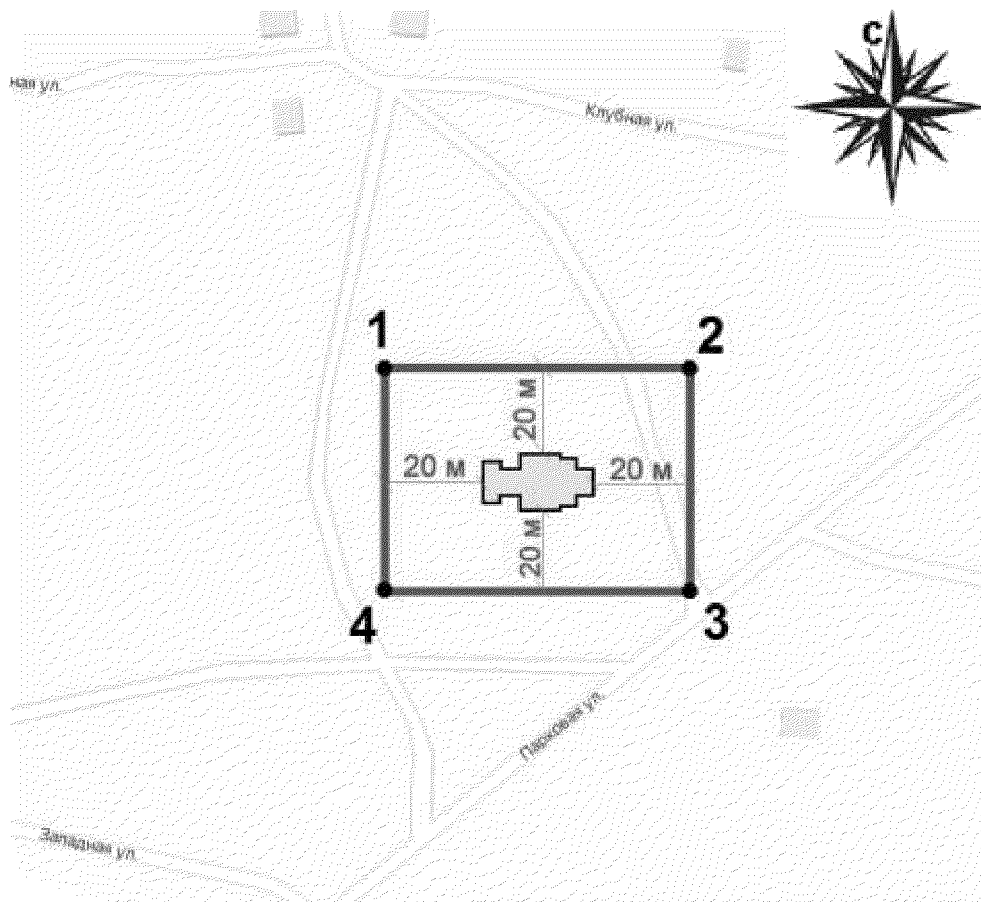 С
ная ул.
Клубная ул.
1
2
20 м
20 м
20 м
20 м
4
3
Парковая ул.
Западная ул.